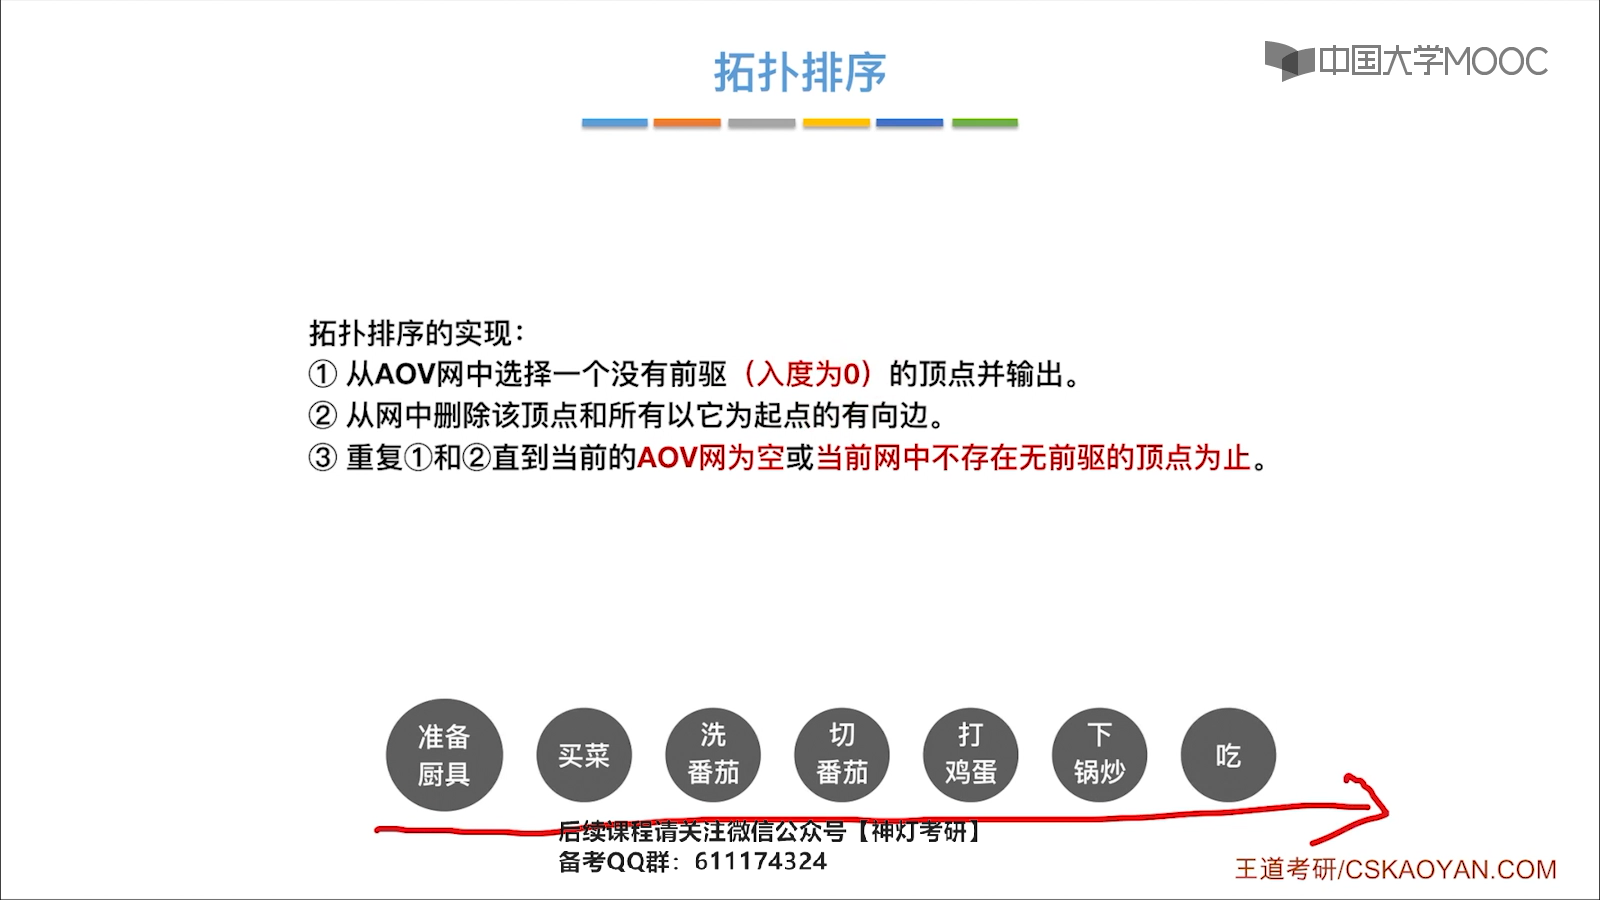 拓扑排序
中国大学MOOC
拓扑排序的实现：
① 从AOV网中选择一个没有前驱（入度为0）的顶点并输出。
② 从网中删除该顶点和所有以它为起点的有向边。
③ 重复①和②直到当前的AOV网为空或当前网中不存在无前驱的顶点为止。
准备
厨具
买菜
洗
番茄
切
番茄
打
鸡蛋
下
锅炒
吃
后续课程请关注微信公众号【神灯考研】
备考QQ群：611174324
王道考研/CSKAOYAN.COM